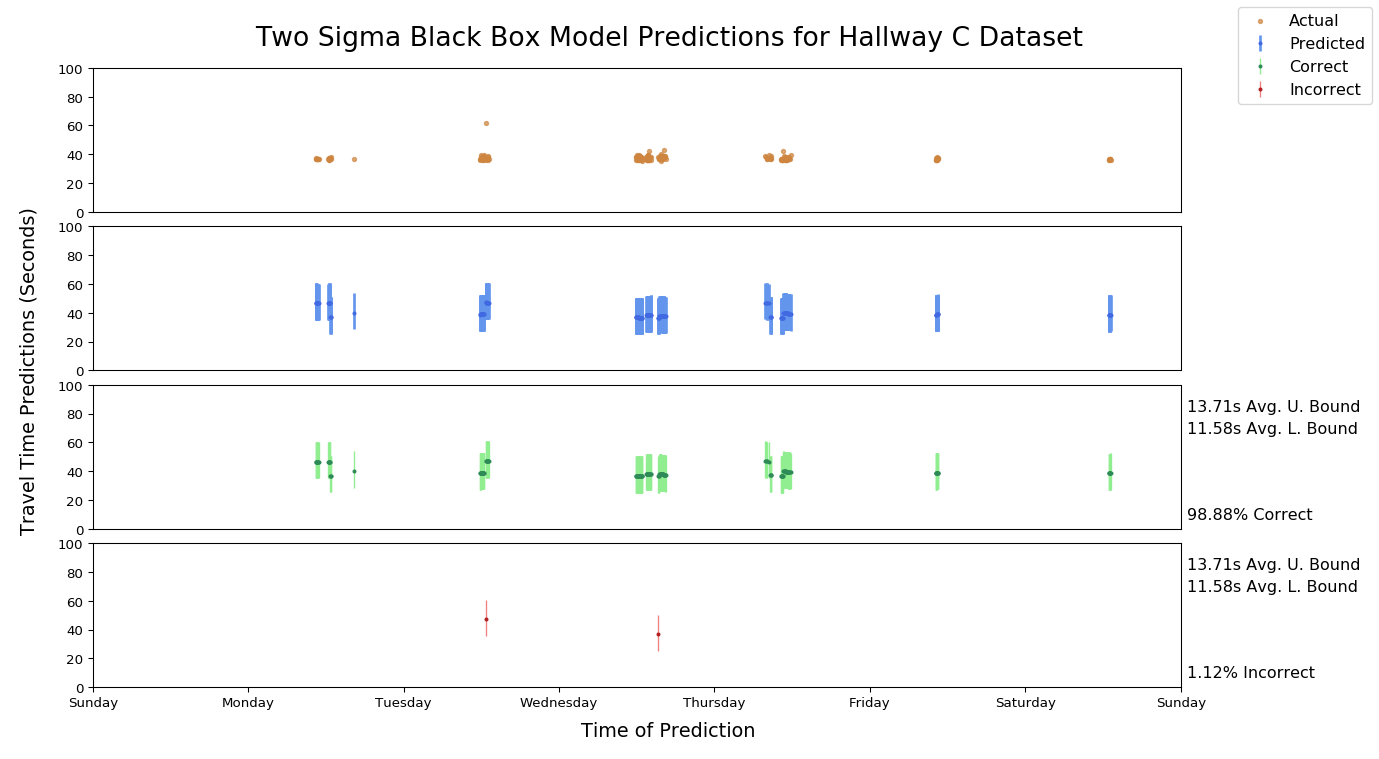 Two Sigma Black Box Model Predictions for Hallway C Dataset
Actual
Predicted
Correct
Incorrect
Travel Time Predictions (Seconds)
100
80
60
40
20
0
100
80
60
40
20
0
100
80
60
40
20
0
13.71s Avg. U. Bound
11.58s Avg. L. Bound
98.88% Correct
100
80
60
40
20
0
13.71s Avg. U. Bound
11.58s Avg. L. Bound
1.12% Incorrect
Sunday Monday Tuesday Wednesday Thursday Friday Saturday Sunday
Time of Prediction